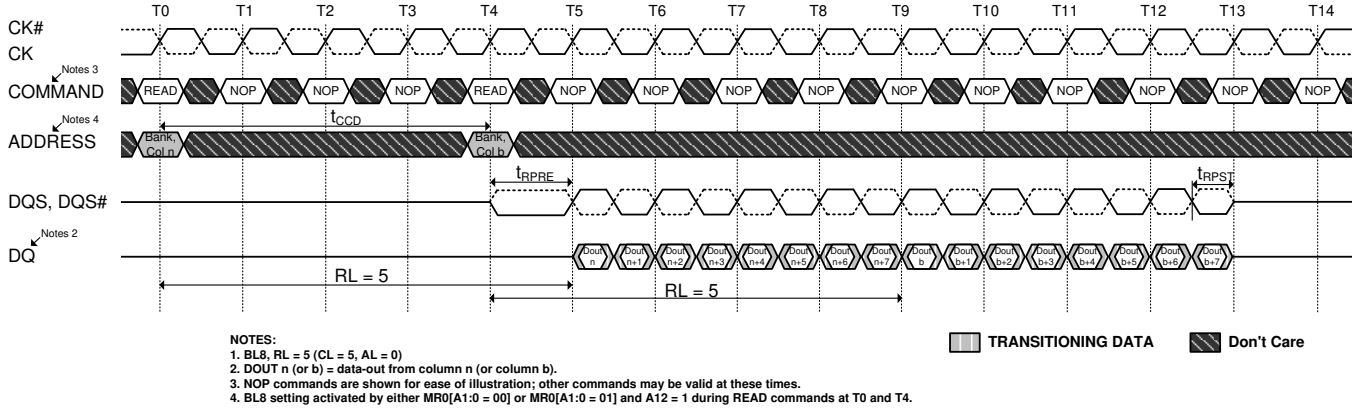 T0 T1 T2 T3 T4 T5 T6 T7 T8 T9 T10 T11 T12 T13 T14
CK#
CK
Notes 3
COMMAND READ NOP NOP NOP READ NOP NOP NOP NOP NOP NOP NOP NOP NOP NOP
tCCD
Notes 4
ADDRESS Bank, Col n Bank, Col b
tRPRE tRPST
DQS, DQS#
Notes 2
DQ Dout n Dout n+1 Dout n+2 Dout n+3 Dout n+4 Dout n+5 Dout n+6 Dout n+7 Dout b Dout b+1 Dout b+2 Dout b+3 Dout b+4 Dout b+5 Dout b+6 Dout b+7
RL = 5
RL = 5
NOTES:
1. BL8, RL = 5 (CL = 5, AL = 0)
2. DOUT n (or b) = data-out from column n (or column b).
3. NOP commands are shown for ease of illustration; other commands may be valid at these times.
4. BL8 setting activated by either MR0[A1:0 = 00] or MR0[A1:0 = 01] and A12 = 1 during READ commands at T0 and T4.
TRANSITIONING DATA
Don't Care